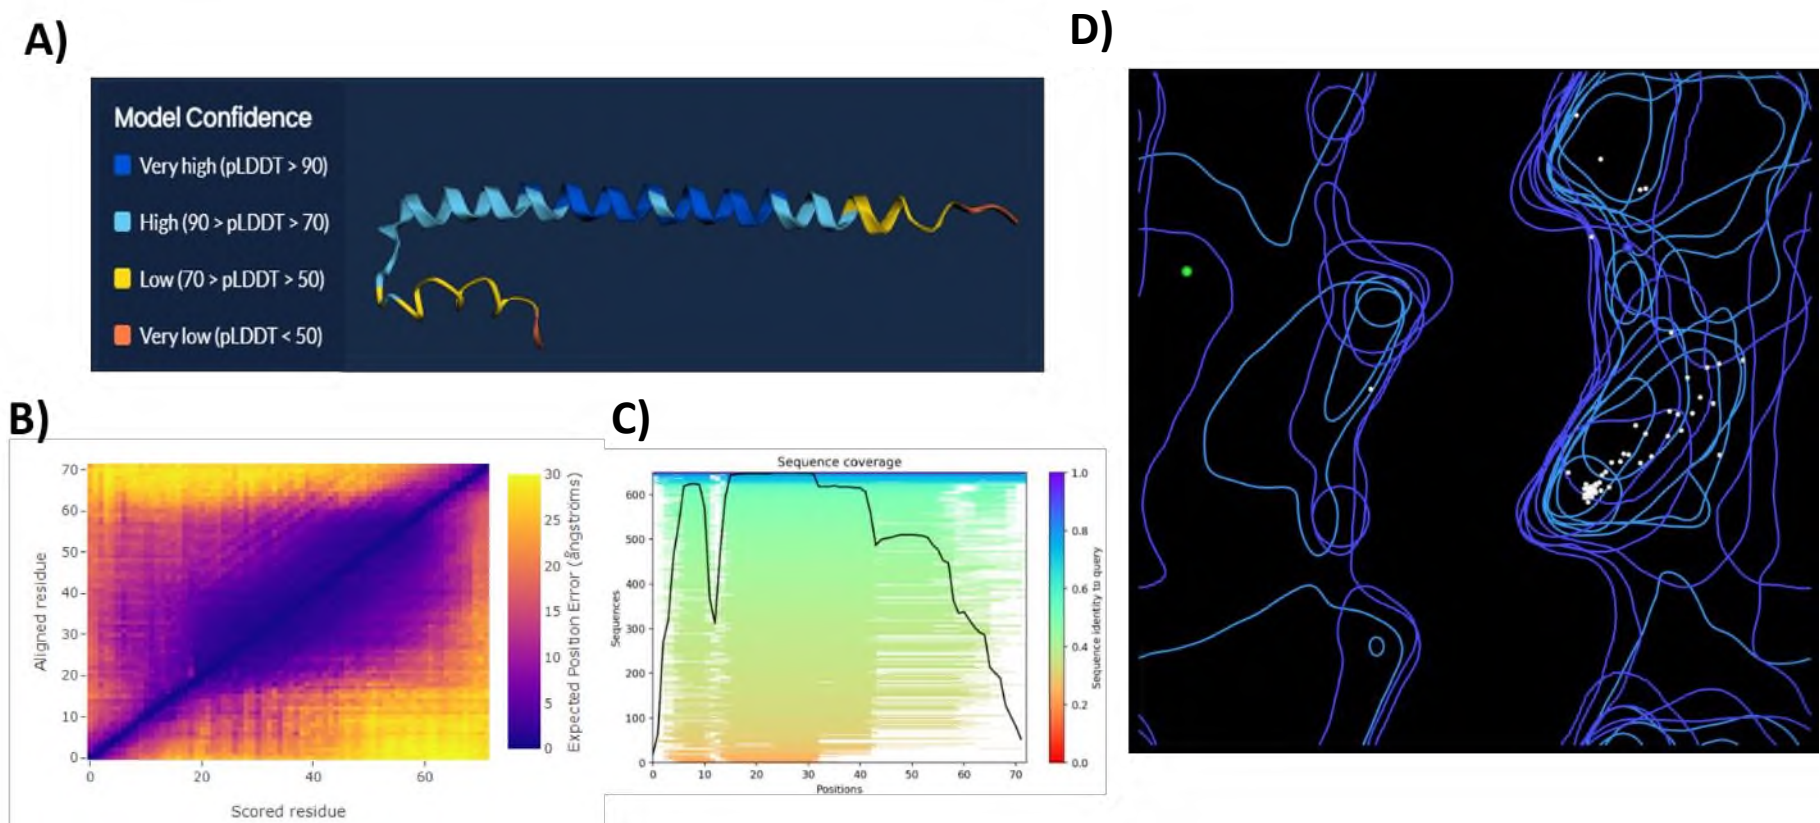 A)
Model Confidence
Very high (pLDDT > 90)
High (90 > pLDDT > 70)
Low (70 > pLDDT > 50)
Very low (pLDDT < 50)
B)
70
60
50
40
30
20
10
0
Aligned residue
0
20
40
60
Scored residue
30
25
20
15
10
5
0
Expected Position Error (Ångströms)
C)
Sequence coverage
600
500
400
300
200
100
0
Sequences
0
10
20
30
40
50
60
70
Positions
1.0
0.8
0.6
0.4
0.2
0.0
Sequence identity to query
D)